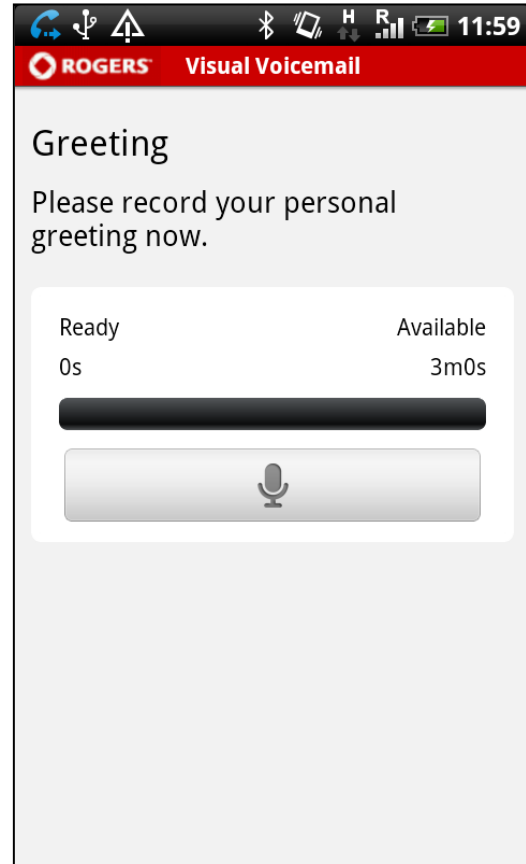 H R 11:59
ROGERS Visual Voicemail
Greeting
Please record your personal
greeting now.
Ready Available
0s 3m0s